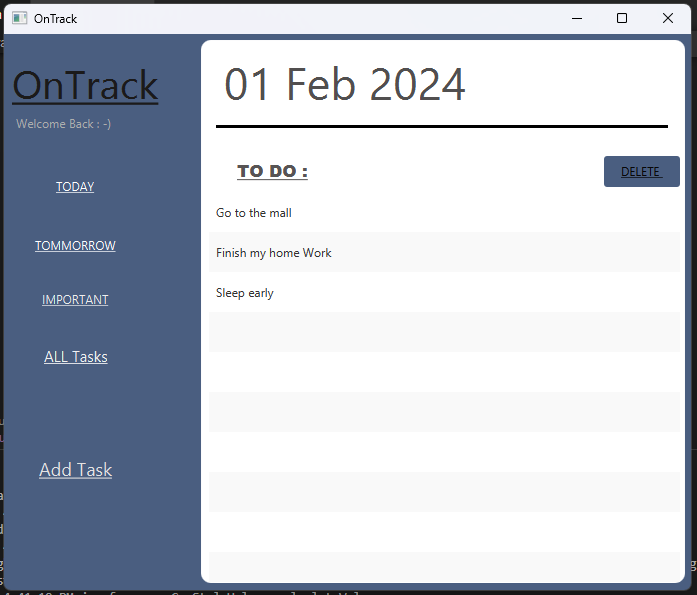 OnTrack
OnTrack
Welcome Back : -)
TODAY
TOMMORROW
IMPORTANT
ALL Tasks
Add Task
01 Feb 2024
TO DO :
DELETE
Go to the mall
Finish my home Work
Sleep early